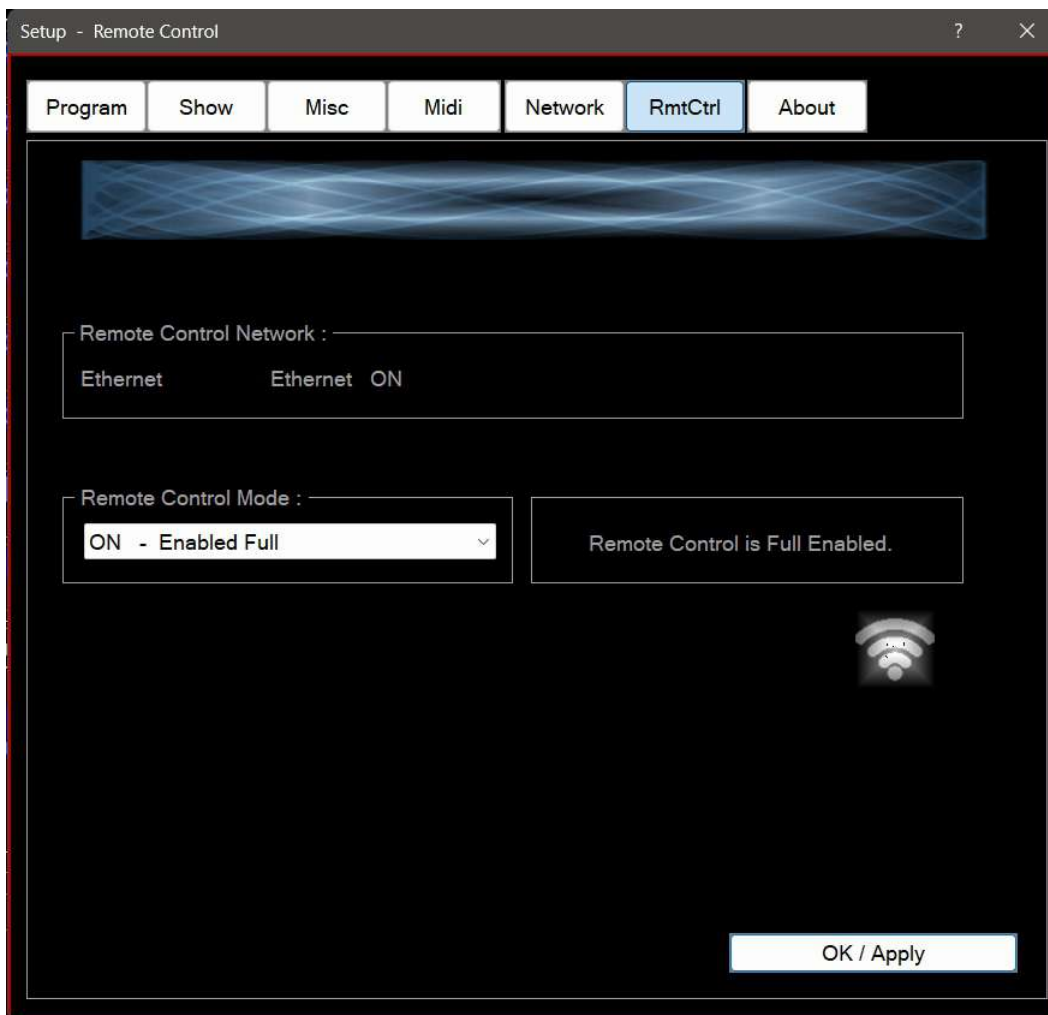 Setup - Remote Control ?
Program Show Misc Midi Network RmtCtrl About
Remote Control Network :
Ethernet Ethernet ON
Remote Control Mode :
ON - Enabled Full
Remote Control is Full Enabled.
OK / Apply